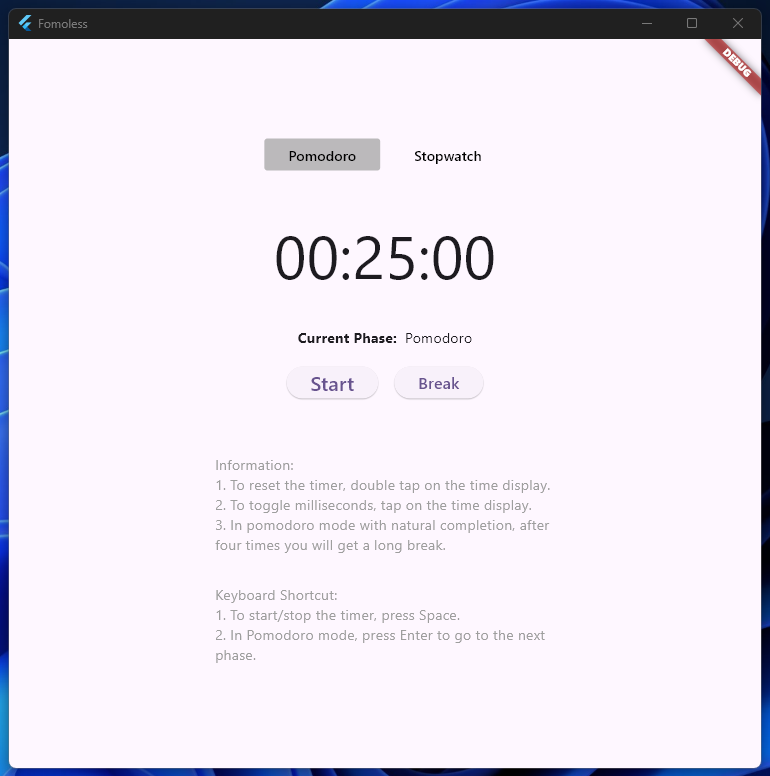 Fomoless
DEBUG
Pomodoro
Stopwatch
00:25:00
Current Phase: Pomodoro
Start
Break
Information:
1. To reset the timer, double tap on the time display.
2. To toggle milliseconds, tap on the time display.
3. In pomodoro mode with natural completion, after
four times you will get a long break.
Keyboard Shortcut:
1. To start/stop the timer, press Space.
2. In Pomodoro mode, press Enter to go to the next
phase.